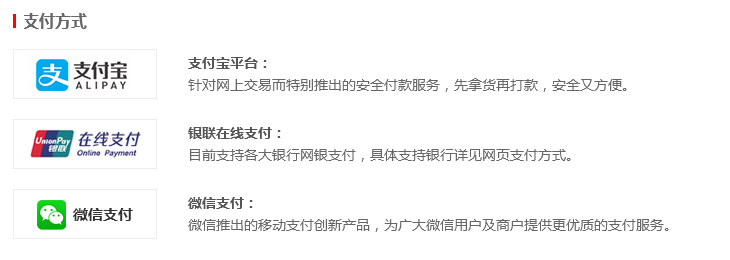 支付方式
支付宝
ALIPAY
支付宝平台：
针对网上交易而特别推出的安全付款服务，先拿货再打款，安全又方便。
UnionPay
银联
在线支付
Online Payment
银联在线支付：
目前支持各大银行网银支付，具体支持银行详见网页支付方式。
微信支付
微信支付：
微信推出的移动支付创新产品，为广大微信用户及商户提供更优质的支付服务。